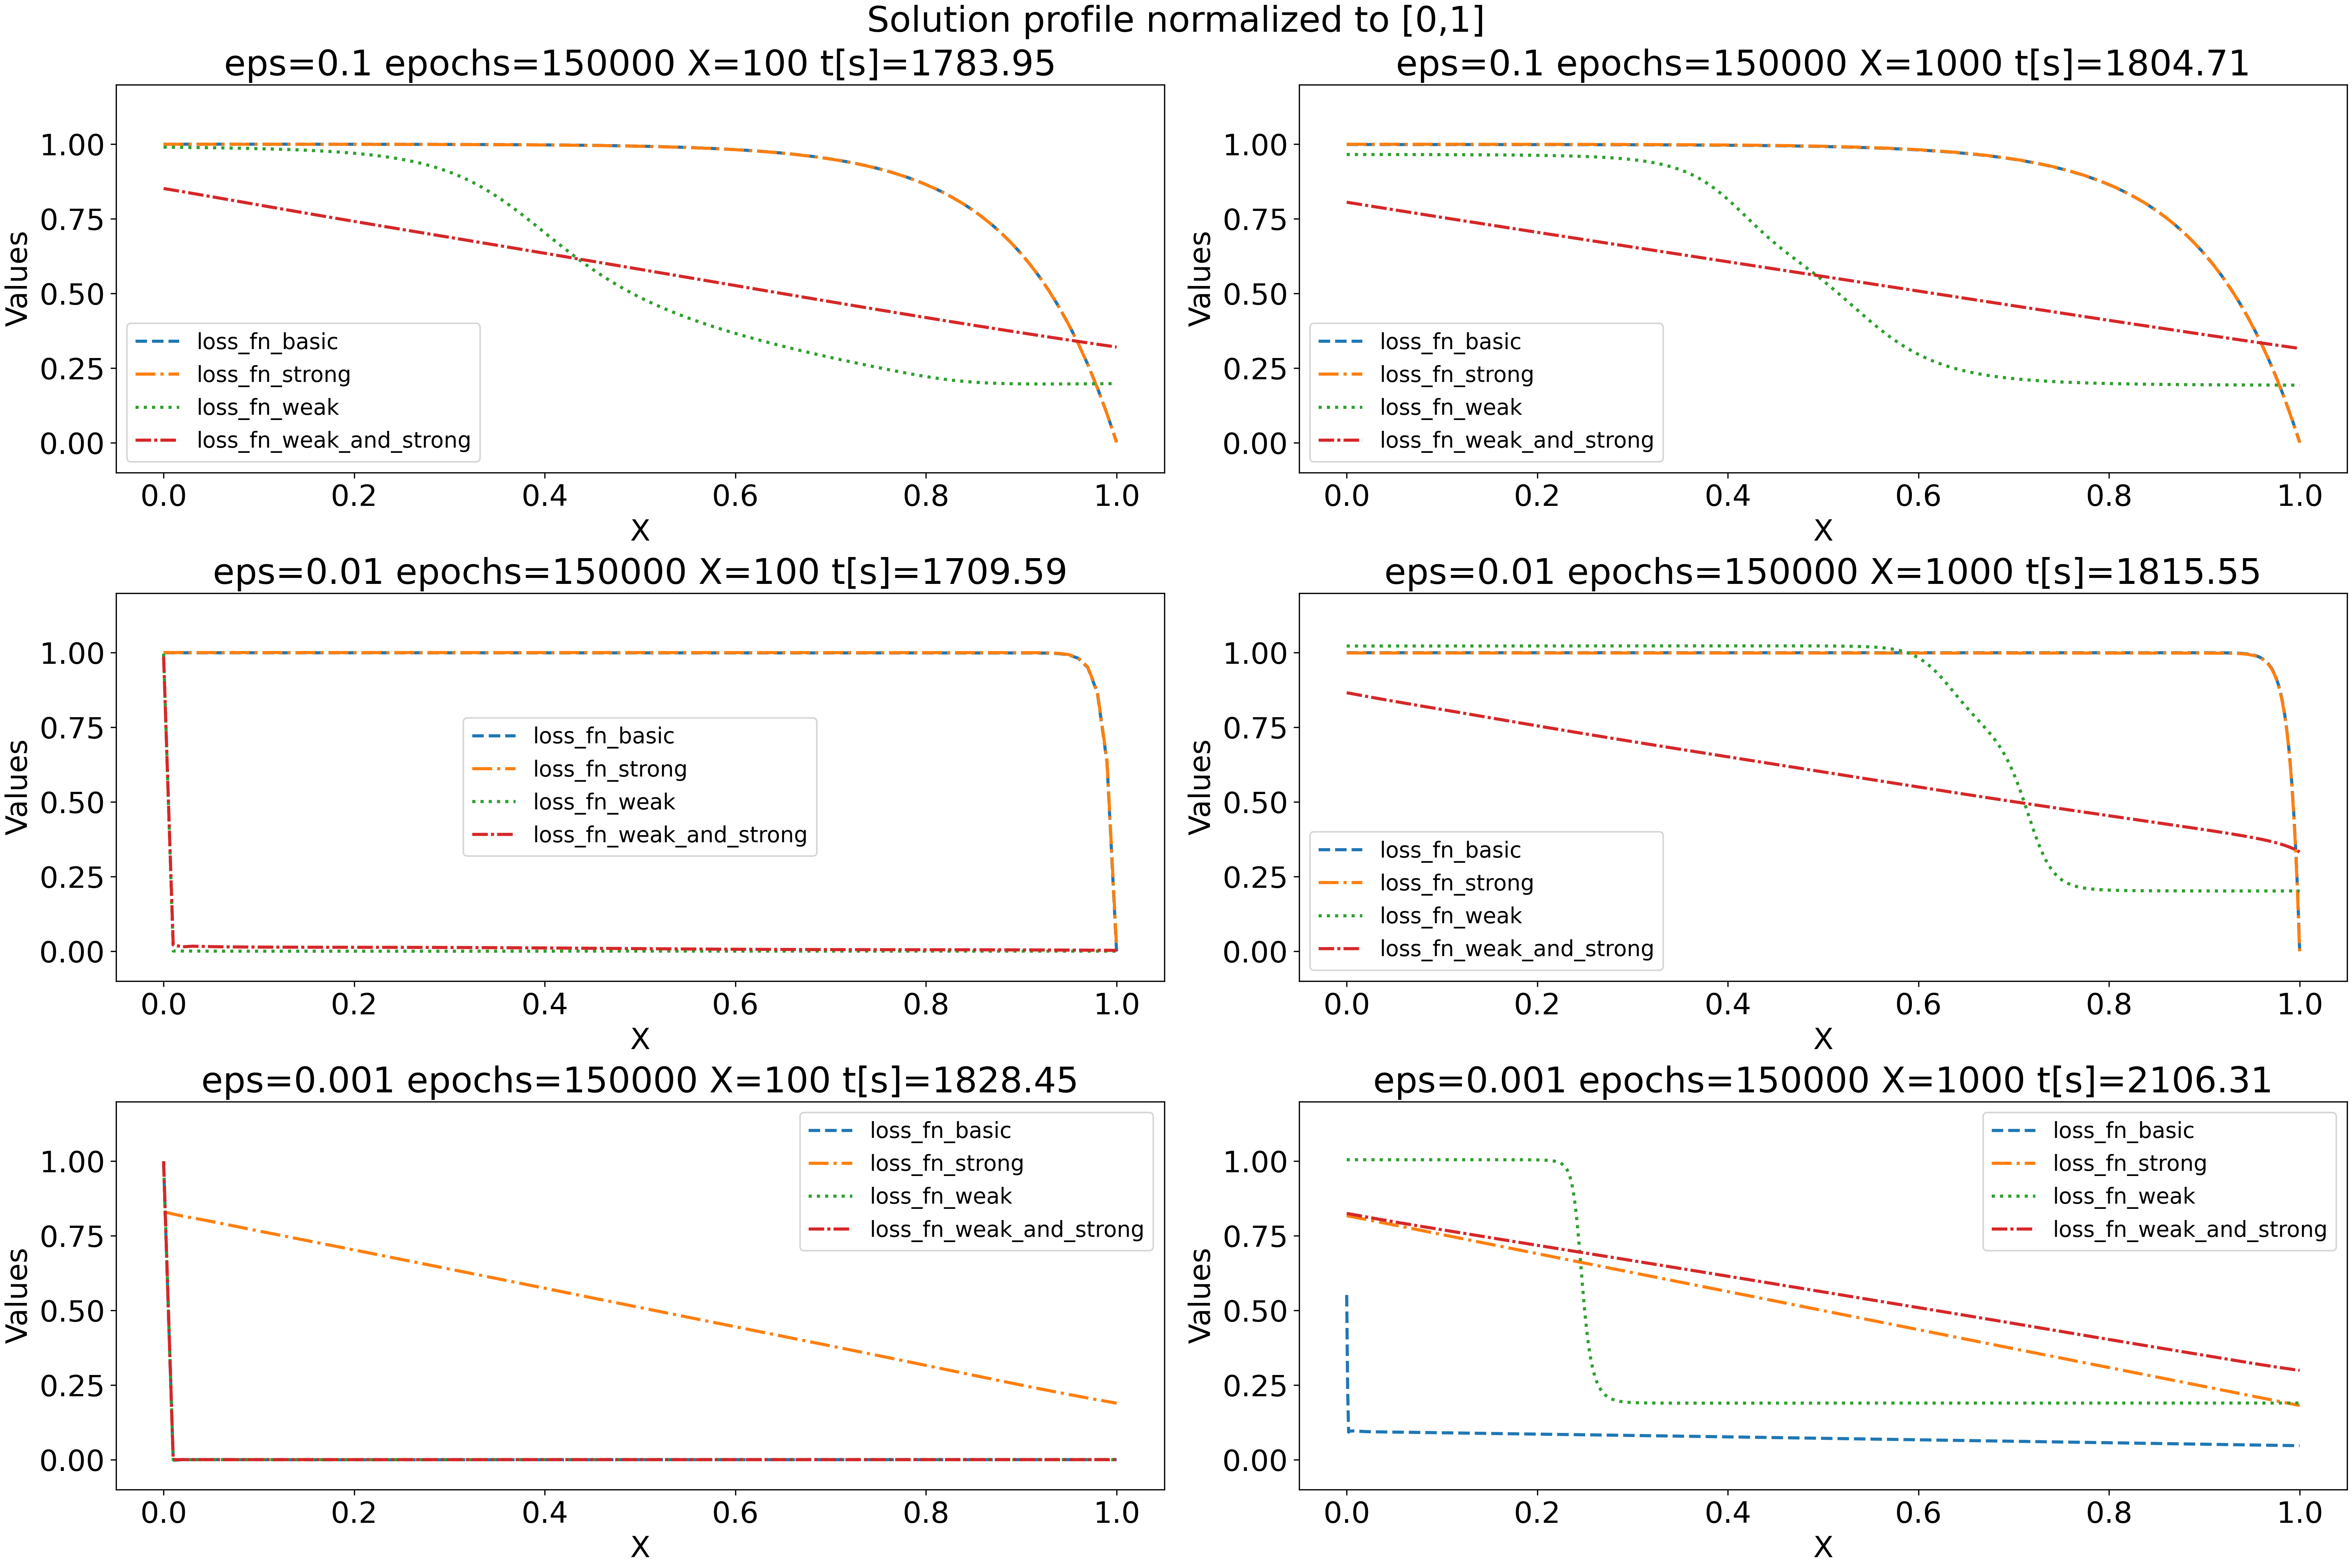 Solution profile normalized to [0,1]
eps=0.1 epochs=150000 X=100 t[s]=1783.95
Values
1.00
0.75
0.50
0.25
0.00
loss_fn_basic
loss_fn_strong
loss_fn_weak
loss_fn_weak_and_strong
0.0 0.2 0.4 0.6 0.8 1.0
X
eps=0.1 epochs=150000 X=1000 t[s]=1804.71
Values
1.00
0.75
0.50
0.25
0.00
loss_fn_basic
loss_fn_strong
loss_fn_weak
loss_fn_weak_and_strong
0.0 0.2 0.4 0.6 0.8 1.0
X
eps=0.01 epochs=150000 X=100 t[s]=1709.59
Values
1.00
0.75
0.50
0.25
0.00
loss_fn_basic
loss_fn_strong
loss_fn_weak
loss_fn_weak_and_strong
0.0 0.2 0.4 0.6 0.8 1.0
X
eps=0.01 epochs=150000 X=1000 t[s]=1815.55
Values
1.00
0.75
0.50
0.25
0.00
loss_fn_basic
loss_fn_strong
loss_fn_weak
loss_fn_weak_and_strong
0.0 0.2 0.4 0.6 0.8 1.0
X
eps=0.001 epochs=150000 X=100 t[s]=1828.45
Values
1.00
0.75
0.50
0.25
0.00
loss_fn_basic
loss_fn_strong
loss_fn_weak
loss_fn_weak_and_strong
0.0 0.2 0.4 0.6 0.8 1.0
X
eps=0.001 epochs=150000 X=1000 t[s]=2106.31
Values
1.00
0.75
0.50
0.25
0.00
loss_fn_basic
loss_fn_strong
loss_fn_weak
loss_fn_weak_and_strong
0.0 0.2 0.4 0.6 0.8 1.0
X